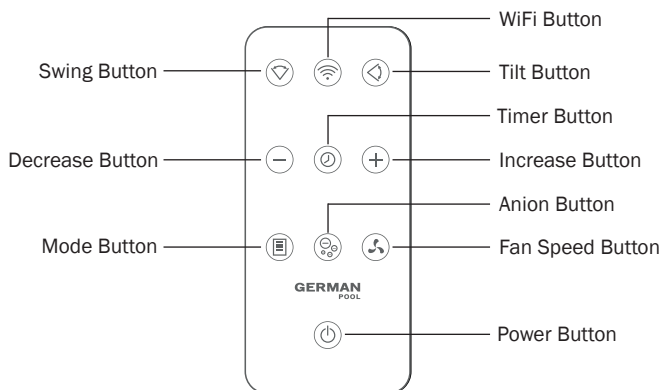 WiFi Button
Swing Button
Tilt Button
Timer Button
Decrease Button
Increase Button
Anion Button
Mode Button
Fan Speed Button
GERMAN
POOL
Power Button